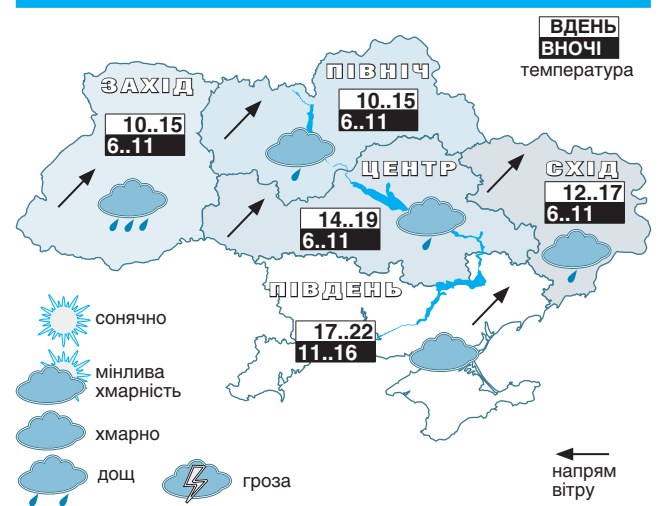 ВДЕНЬ
ВНОЧІ
температура
ЗАХІД
10..15
6..11
ПІВНІЧ
10..15
6..11
ЦЕНТР
14..19
6..11
СХІД
12..17
6..11
ПІВДЕНЬ
17..22
11..16
сонячно
мінлива
хмарність
хмарно
дощ
гроза
напрям
вітру